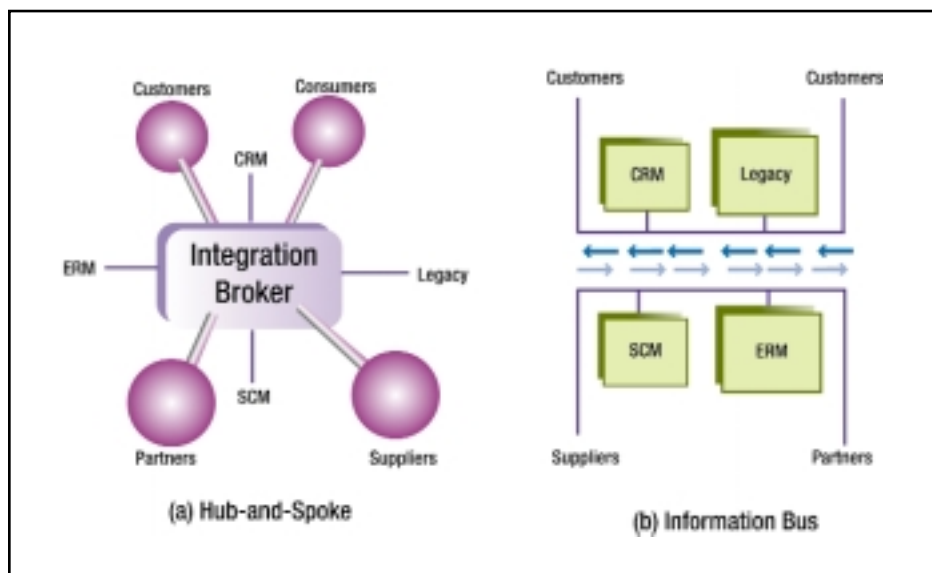 Customers
Consumers
CRM
Integration
Broker
ERM
Legacy
SCM
Partners
Suppliers
(a) Hub-and-Spoke
Customers
Customers
CRM
Legacy
SCM
ERM
Suppliers
Partners
(b) Information Bus